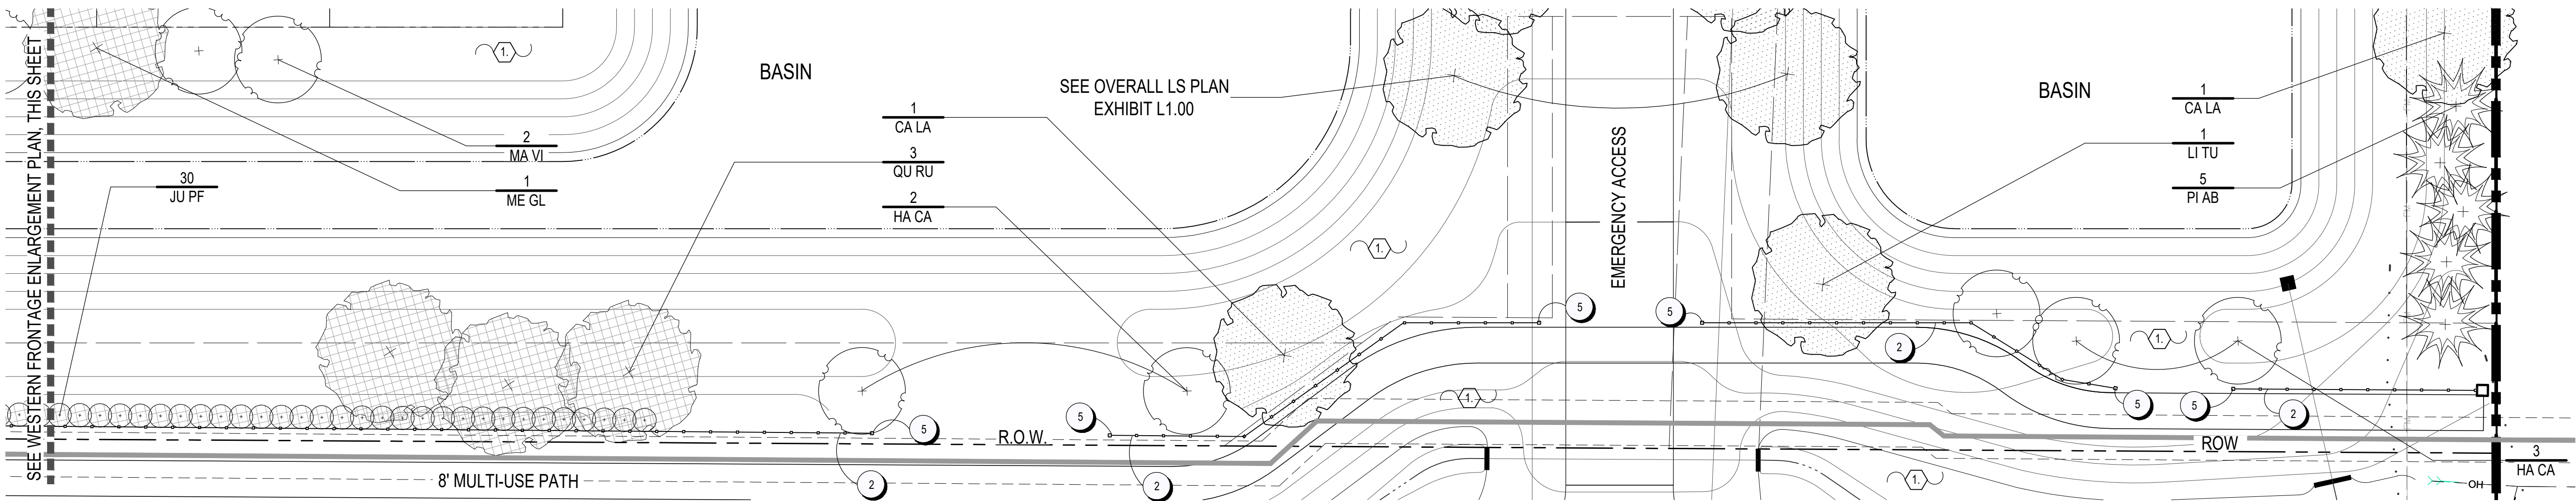 SEE WESTERN FRONTAGE ENLARGEMENT PLAN, THIS SHEET
1.
BASIN
2
MA VI
1
ME GL
30
JU PF
1
CA LA
3
QU RU
2
HA CA
SEE OVERALL LS PLAN
EXHIBIT L1.00
EMERGENCY ACCESS
BASIN
1
CA LA
1
LI TU
5
PI AB
1.
5
5
2
1.
1.
5
5
2
5
5
R.O.W.
ROW
8' MULTI-USE PATH
2
2
1.
3
HA CA
OH